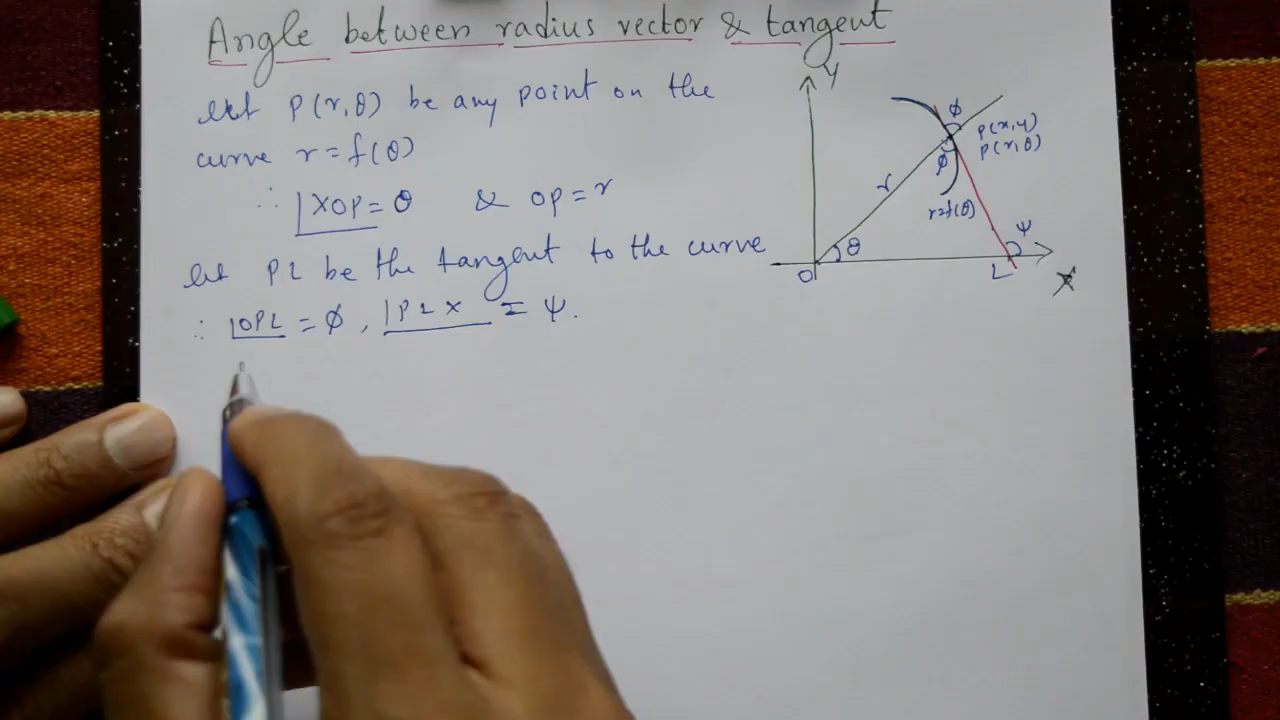 Angle between radius vector & tangent
Let P(r,θ) be any point on the
curve r = f(θ)
∴ ∠XOP = θ & OP = r
Let PL be the tangent to the curve
∴ ∠OPL = ϕ, ∠PLX = ψ.
Y
ϕ
P(x,y)
P(r,θ)
ϕ
r
r=f(θ)
θ
ψ
O
L
X